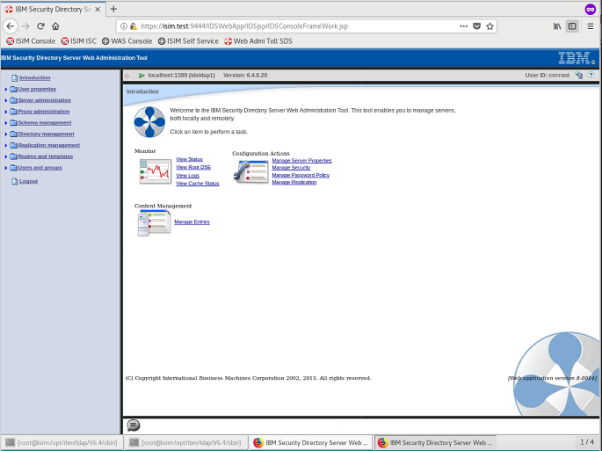 IBM Security Directory Se
https://isim.test:9444/IDSWebApp/IDSjsp/IDSConsoleFrameWork.jsp
ISIM Console ISIM ISC WAS Console ISIM Self Service Web Admi Toll SDS
IBM Security Directory Server Web Administration Tool
IBM.
localhost:1389 (idsldap1) Version: 6.4.0.20
User ID: cn=root
Introduction
User properties
Server administration
Proxy administration
Schema management
Directory management
Replication management
Realms and templates
Users and groups
Logout
Introduction
Welcome to the IBM Security Directory Server Web Administration Tool. This tool enables you to manage servers,
both locally and remotely.
Click an item to perform a task.
Monitor
View Status
View Root DSE
View Logs
View Cache Status
Configuration Actions
Manage Server Properties
Manage Security
Manage Password Policy
Manage Replication
Content Management
Manage Entries
(C) Copyright International Business Machines Corporation 2002, 2013. All rights reserved.
[Web application version 8.0024]
[root@isim:/opt/ibm/ldap/V6.4/sbin]
[root@isim:/opt/ibm/ldap/V6.4/sbin]
IBM Security Directory Server Web ...
IBM Security Directory Server Web ...
1 / 4